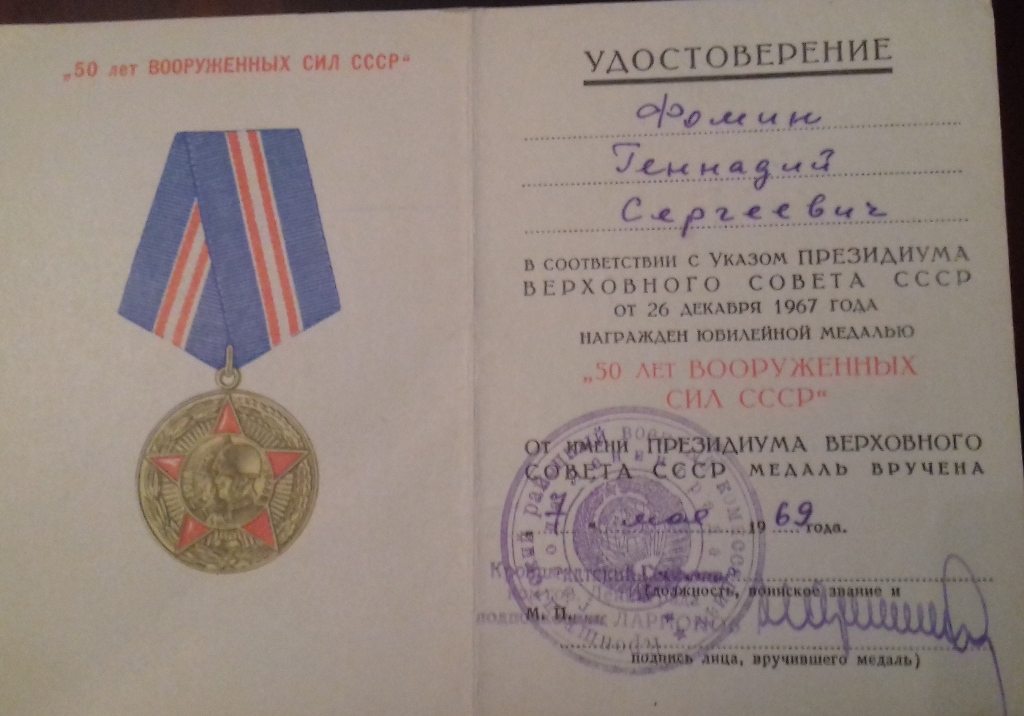 „50 лет ВООРУЖЕННЫХ СИЛ СССР“
УДОСТОВЕРЕНИЕ
Фомин
Геннадий
Сергеевич
В СООТВЕТСТВИИ С УКАЗОМ ПРЕЗИДИУМА
ВЕРХОВНОГО СОВЕТА СССР
ОТ 26 ДЕКАБРЯ 1967 ГОДА
НАГРАЖДЕН ЮБИЛЕЙНОЙ МЕДАЛЬЮ
„50 ЛЕТ ВООРУЖЕННЫХ
СИЛ СССР“
ОТ ИМЕНИ ПРЕЗИДИУМА ВЕРХОВНОГО
СОВЕТА СССР МЕДАЛЬ ВРУЧЕНА
мая 1969 года.
(должность, воинское звание и
М. П.
подпись лица, вручившего медаль)